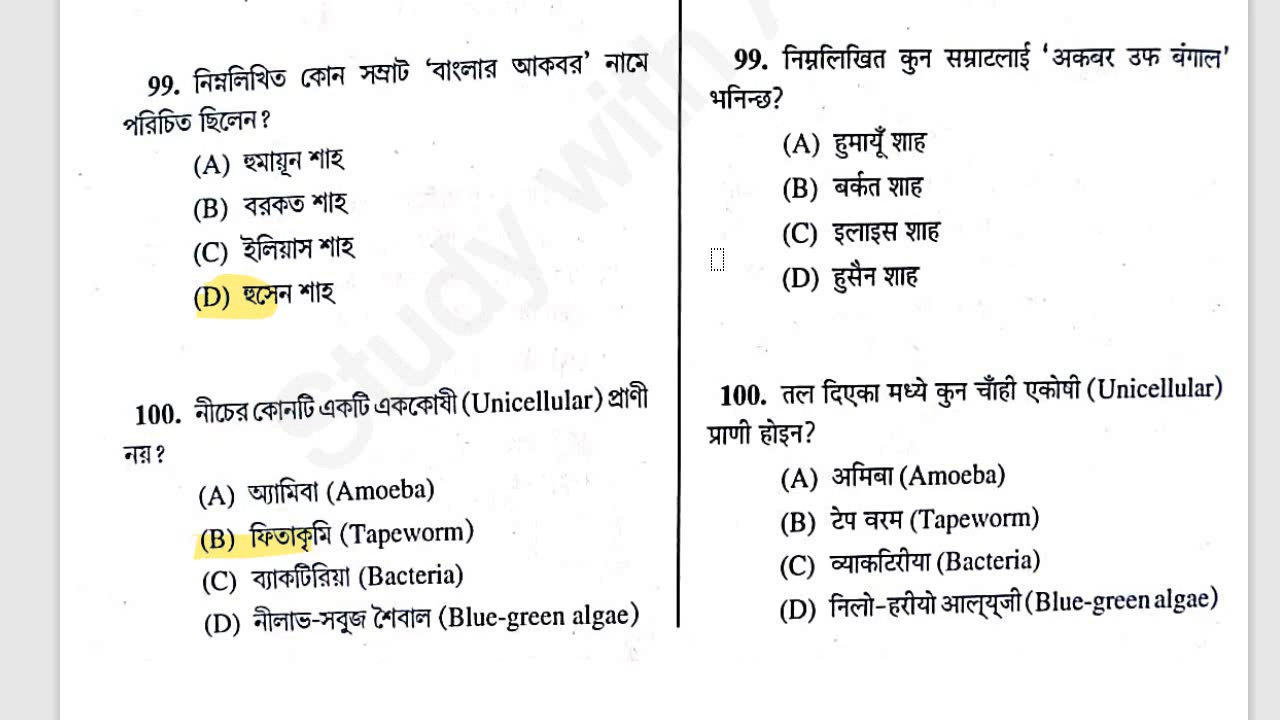 99. নিম্নলিখিত কোন সম্রাট ‘বাংলার আকবর’ নামে
পরিচিত ছিলেন?
(A) হুমায়ূন শাহ
(B) বরকত শাহ
(C) ইলিয়াস শাহ
(D) হুসেন শাহ
100. নীচের কোনটি একটি এককোষী (Unicellular) প্রাণী
নয়?
(A) অ্যামিবা (Amoeba)
(B) ফিতাকৃমি (Tapeworm)
(C) ব্যাকটিরিয়া (Bacteria)
(D) নীলাভ-সবুজ শৈবাল (Blue-green algae)
99. निम्नलिखित कुन सम्राटलाई ‘अकबर उफ बंगाल’
भनिन्छ?
(A) हुमायूँ शाह
(B) बर्कत शाह
(C) इलाइस शाह
(D) हुसैन शाह
100. तल दिएका मध्ये कुन चाँही एकोषी (Unicellular)
प्राणी होइन?
(A) अमिबा (Amoeba)
(B) टेप वरम (Tapeworm)
(C) व्याकटिरीया (Bacteria)
(D) निलो-हरीयो आल्य्जी (Blue-green algae)
Study with